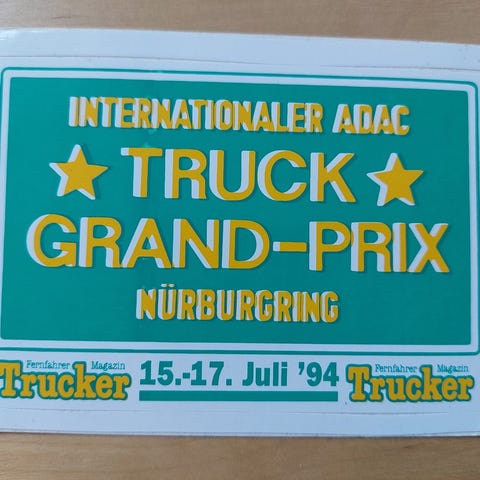 INTERNATIONALER ADAC
TRUCK
GRAND-PRIX
NÜRBURGRING
Fernfahrer Magazin
Trucker
15.-17. Juli '94
Fernfahrer Magazin
Trucker